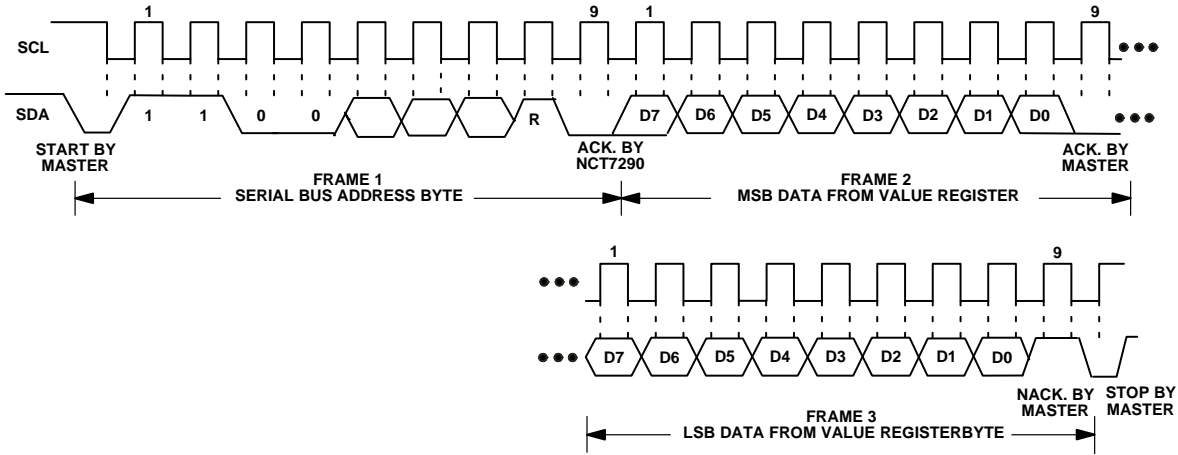 1 9 1 9
SCL
SDA
1 1 0 0 R D7 D6 D5 D4 D3 D2 D1 D0
START BY
MASTER
ACK. BY
NCT7290
ACK. BY
MASTER
FRAME 1
SERIAL BUS ADDRESS BYTE
FRAME 2
MSB DATA FROM VALUE REGISTER
1 9
D7 D6 D5 D4 D3 D2 D1 D0
NACK. BY
MASTER
STOP BY
MASTER
FRAME 3
LSB DATA FROM VALUE REGISTERBYTE